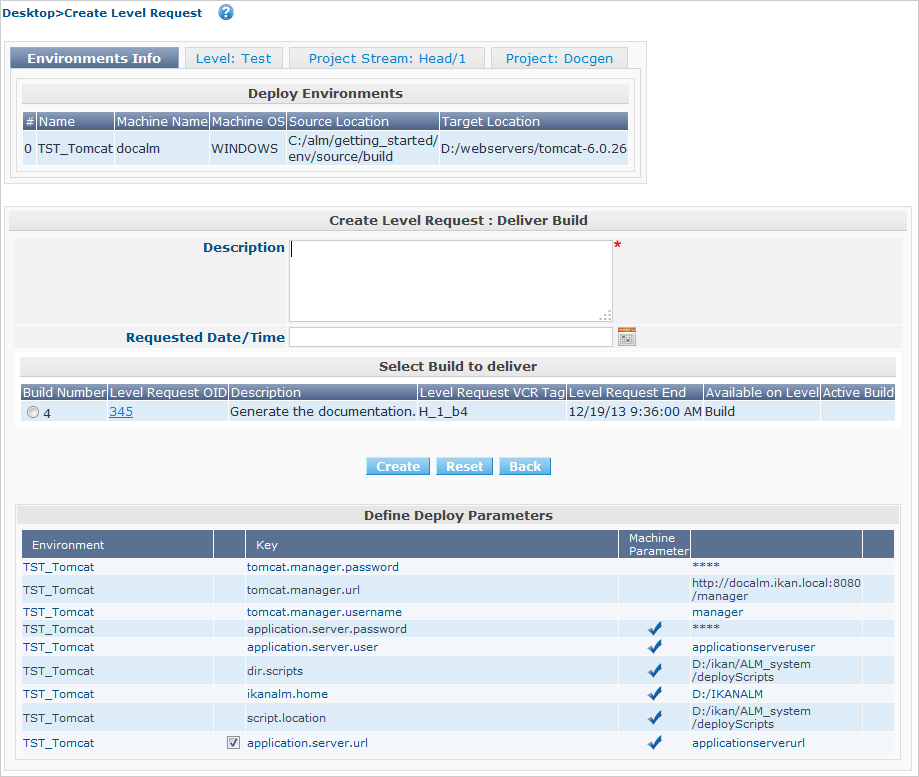 Desktop>Create Level Request ?
Environments Info Level: Test Project Stream: Head/1 Project: Docgen
Deploy Environments
# Name Machine Name Machine OS Source Location Target Location
0 TST_Tomcat docalm WINDOWS C:/alm/getting_started/ D:/webservers/tomcat-6.0.26
env/source/build
Create Level Request : Deliver Build
Description *
Requested Date/Time
Select Build to deliver
Build Number Level Request OID Description Level Request VCR Tag Level Request End Available on Level Active Build
4 345 Generate the documentation. H_1_b4 12/19/13 9:36:00 AM Build
Create Reset Back
Define Deploy Parameters
Environment Key Machine
Parameter
TST_Tomcat tomcat.manager.password ****
TST_Tomcat tomcat.manager.url http://docalm.ikan.local:8080
/manager
TST_Tomcat tomcat.manager.username manager
TST_Tomcat application.server.password ****
TST_Tomcat application.server.user applicationserveruser
TST_Tomcat dir.scripts D:/ikan/ALM_system
/deployScripts
TST_Tomcat ikanalm.home D:/IKANALM
TST_Tomcat script.location D:/ikan/ALM_system
/deployScripts
TST_Tomcat application.server.url applicationserverurl